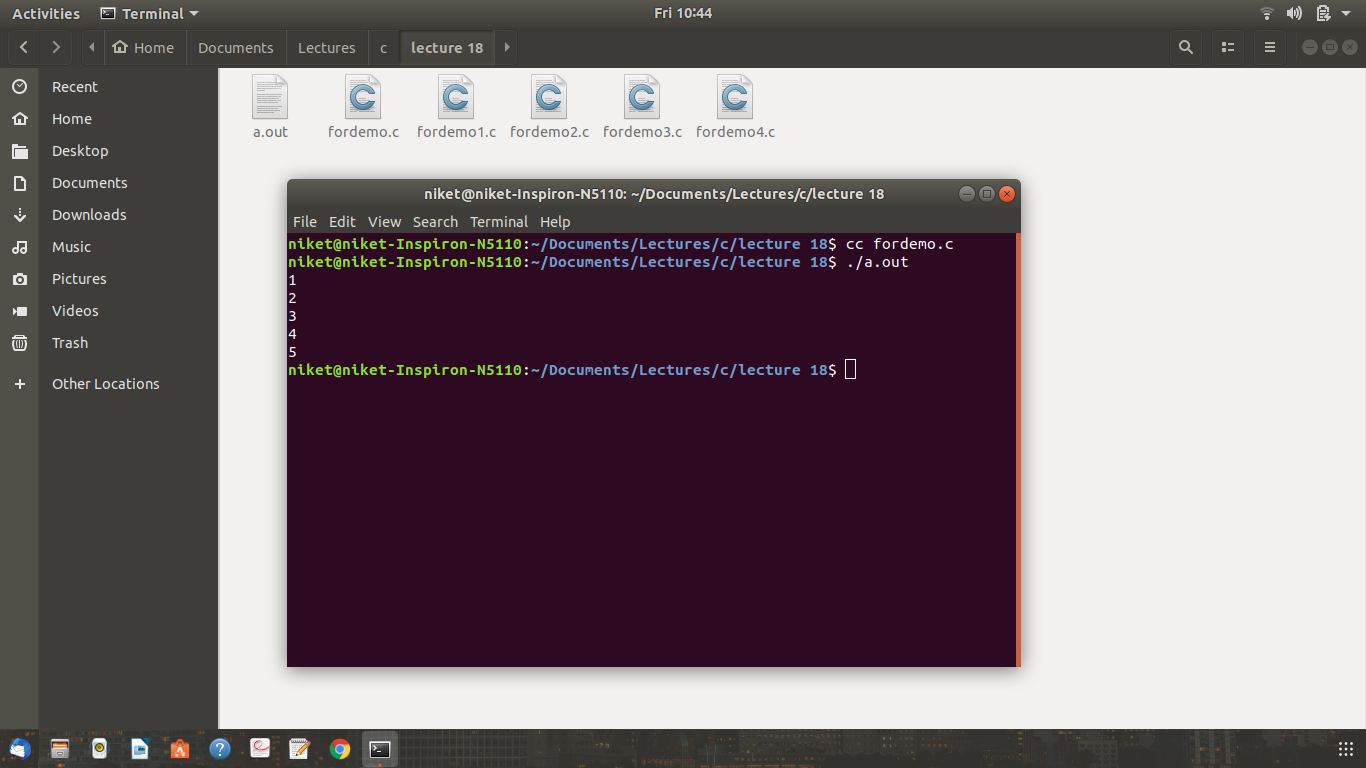 Activities Terminal Fri 10:44
Home Documents Lectures c lecture 18
Recent
Home
Desktop
Documents
Downloads
Music
Pictures
Videos
Trash
Other Locations
a.out fordemo.c fordemo1.c fordemo2.c fordemo3.c fordemo4.c
niket@niket-Inspiron-N5110: ~/Documents/Lectures/c/lecture 18
File Edit View Search Terminal Help
niket@niket-Inspiron-N5110:~/Documents/Lectures/c/lecture 18$ cc fordemo.c
niket@niket-Inspiron-N5110:~/Documents/Lectures/c/lecture 18$ ./a.out
1
2
3
4
5
niket@niket-Inspiron-N5110:~/Documents/Lectures/c/lecture 18$